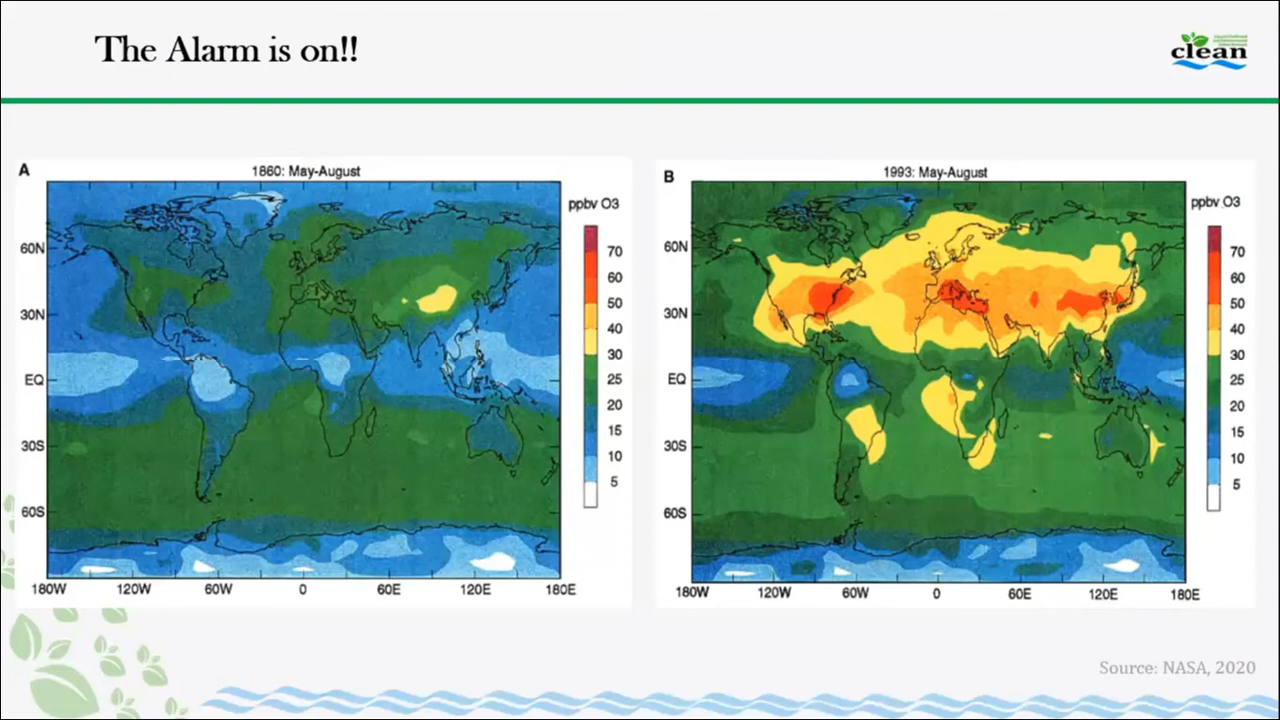 The Alarm is on!!
clean
A
1860: May-August
ppbv O3
70
60
50
40
30
25
20
15
10
5
60N
30N
EQ
30S
60S
180W 120W 60W 0 60E 120E 180E
B
1993: May-August
ppbv O3
70
60
50
40
30
25
20
15
10
5
60N
30N
EQ
30S
60S
180W 120W 60W 0 60E 120E 180E
Source: NASA, 2020